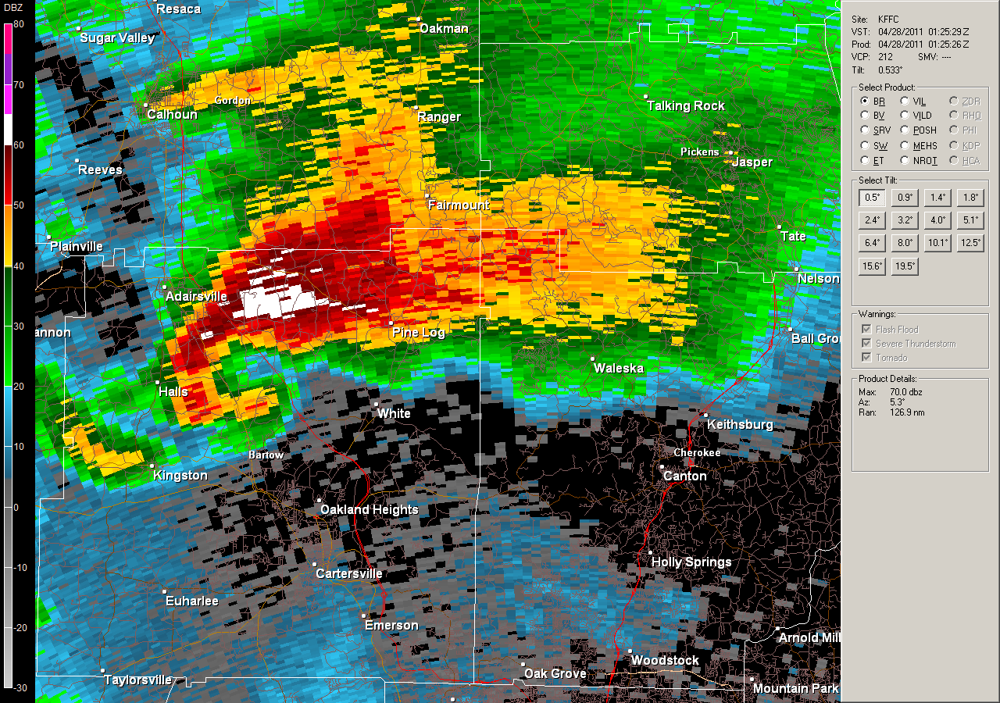 DBZ
80
70
60
50
40
30
20
10
0
-10
-20
-30
Resaca
Oakman
Sugar Valley
Gordon
Calhoun
Ranger
Talking Rock
Pickens
Jasper
Reeves
Fairmount
Plainville
Tate
Nelson
Adairsville
annon
Pine Log
Ball Grou
Waleska
Halls
White
Keithsburg
Bartow
Cherokee
Kingston
Canton
Oakland Heights
Holly Springs
Cartersville
Euharlee
Emerson
Arnold Mill
Woodstock
Oak Grove
Taylorsville
Mountain Park
Site: KFFC
VST: 04/28/2011 01:25:29 Z
Prod: 04/28/2011 01:25:26 Z
VCP: 212 SMV: ----
Tilt: 0.533°
Select Product:
BR VIL ZDR
BV VILD RHO
SRV POSH PHI
SW MEHS KDP
ET NROT HCA
Select Tilt:
0.5° 0.9° 1.4° 1.8°
2.4° 3.2° 4.0° 5.1°
6.4° 8.0° 10.1° 12.5°
15.6° 19.5°
Warnings:
Flash Flood
Severe Thunderstorm
Tornado
Product Details:
Max: 70.0 dbz
Az: 5.3°
Ran: 126.9 nm